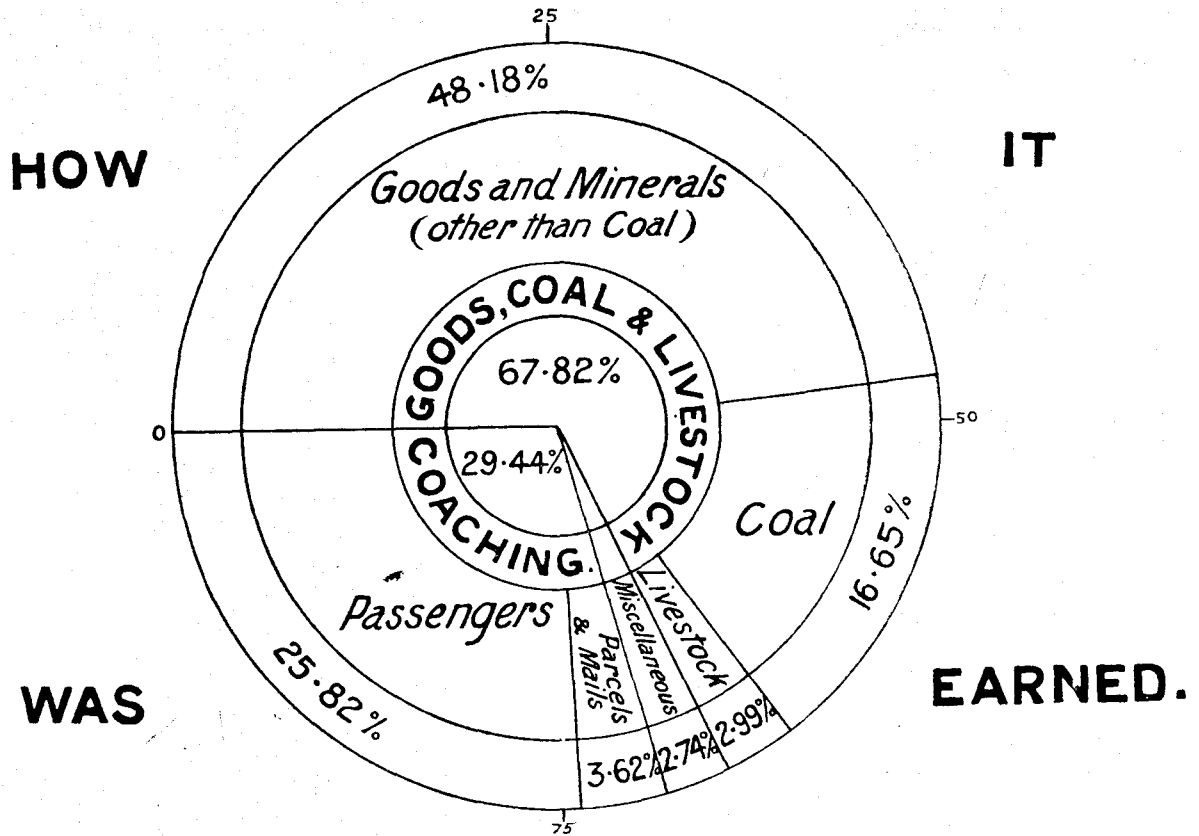 25
48·18%
HOW
IT
Goods and Minerals
(other than Coal)
GOODS, COAL & LIVESTOCK
67·82%
0
50
29·44%
COACHING.
Coal
16·65%
Passengers
Parcels
& Mails
Miscellaneous
Livestock
25·82%
WAS
EARNED.
3·62%
2·74%
2·99%
75